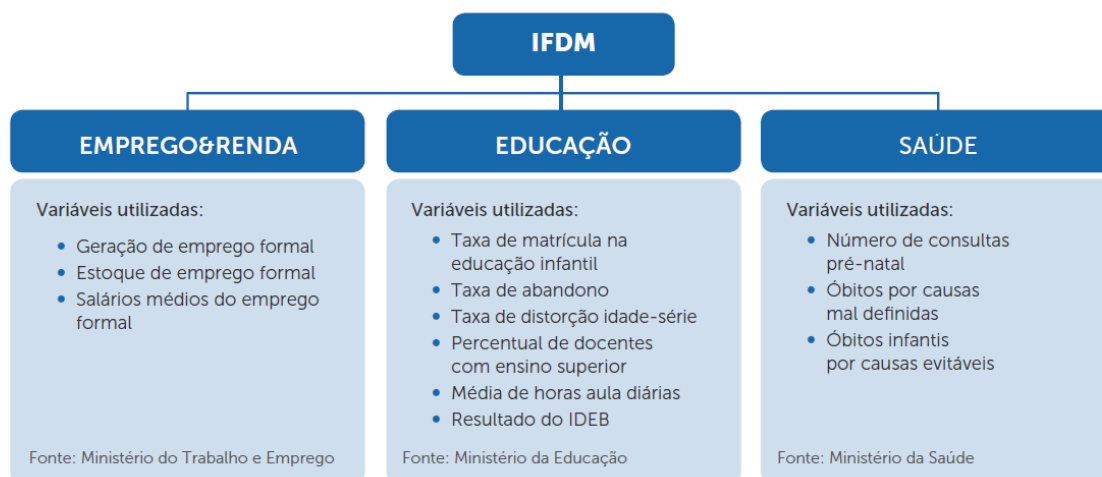 IFDM
EMPREGO&RENDA
Variáveis utilizadas:
• Geração de emprego formal
• Estoque de emprego formal
• Salários médios do emprego
formal
Fonte: Ministério do Trabalho e Emprego
EDUCAÇÃO
Variáveis utilizadas:
• Taxa de matrícula na
educação infantil
• Taxa de abandono
• Taxa de distorção idade-série
• Percentual de docentes
com ensino superior
• Média de horas aula diárias
• Resultado do IDEB
Fonte: Ministério da Educação
SAÚDE
Variáveis utilizadas:
• Número de consultas
pré-natal
• Óbitos por causas
mal definidas
• Óbitos infantis
por causas evitáveis
Fonte: Ministério da Saúde